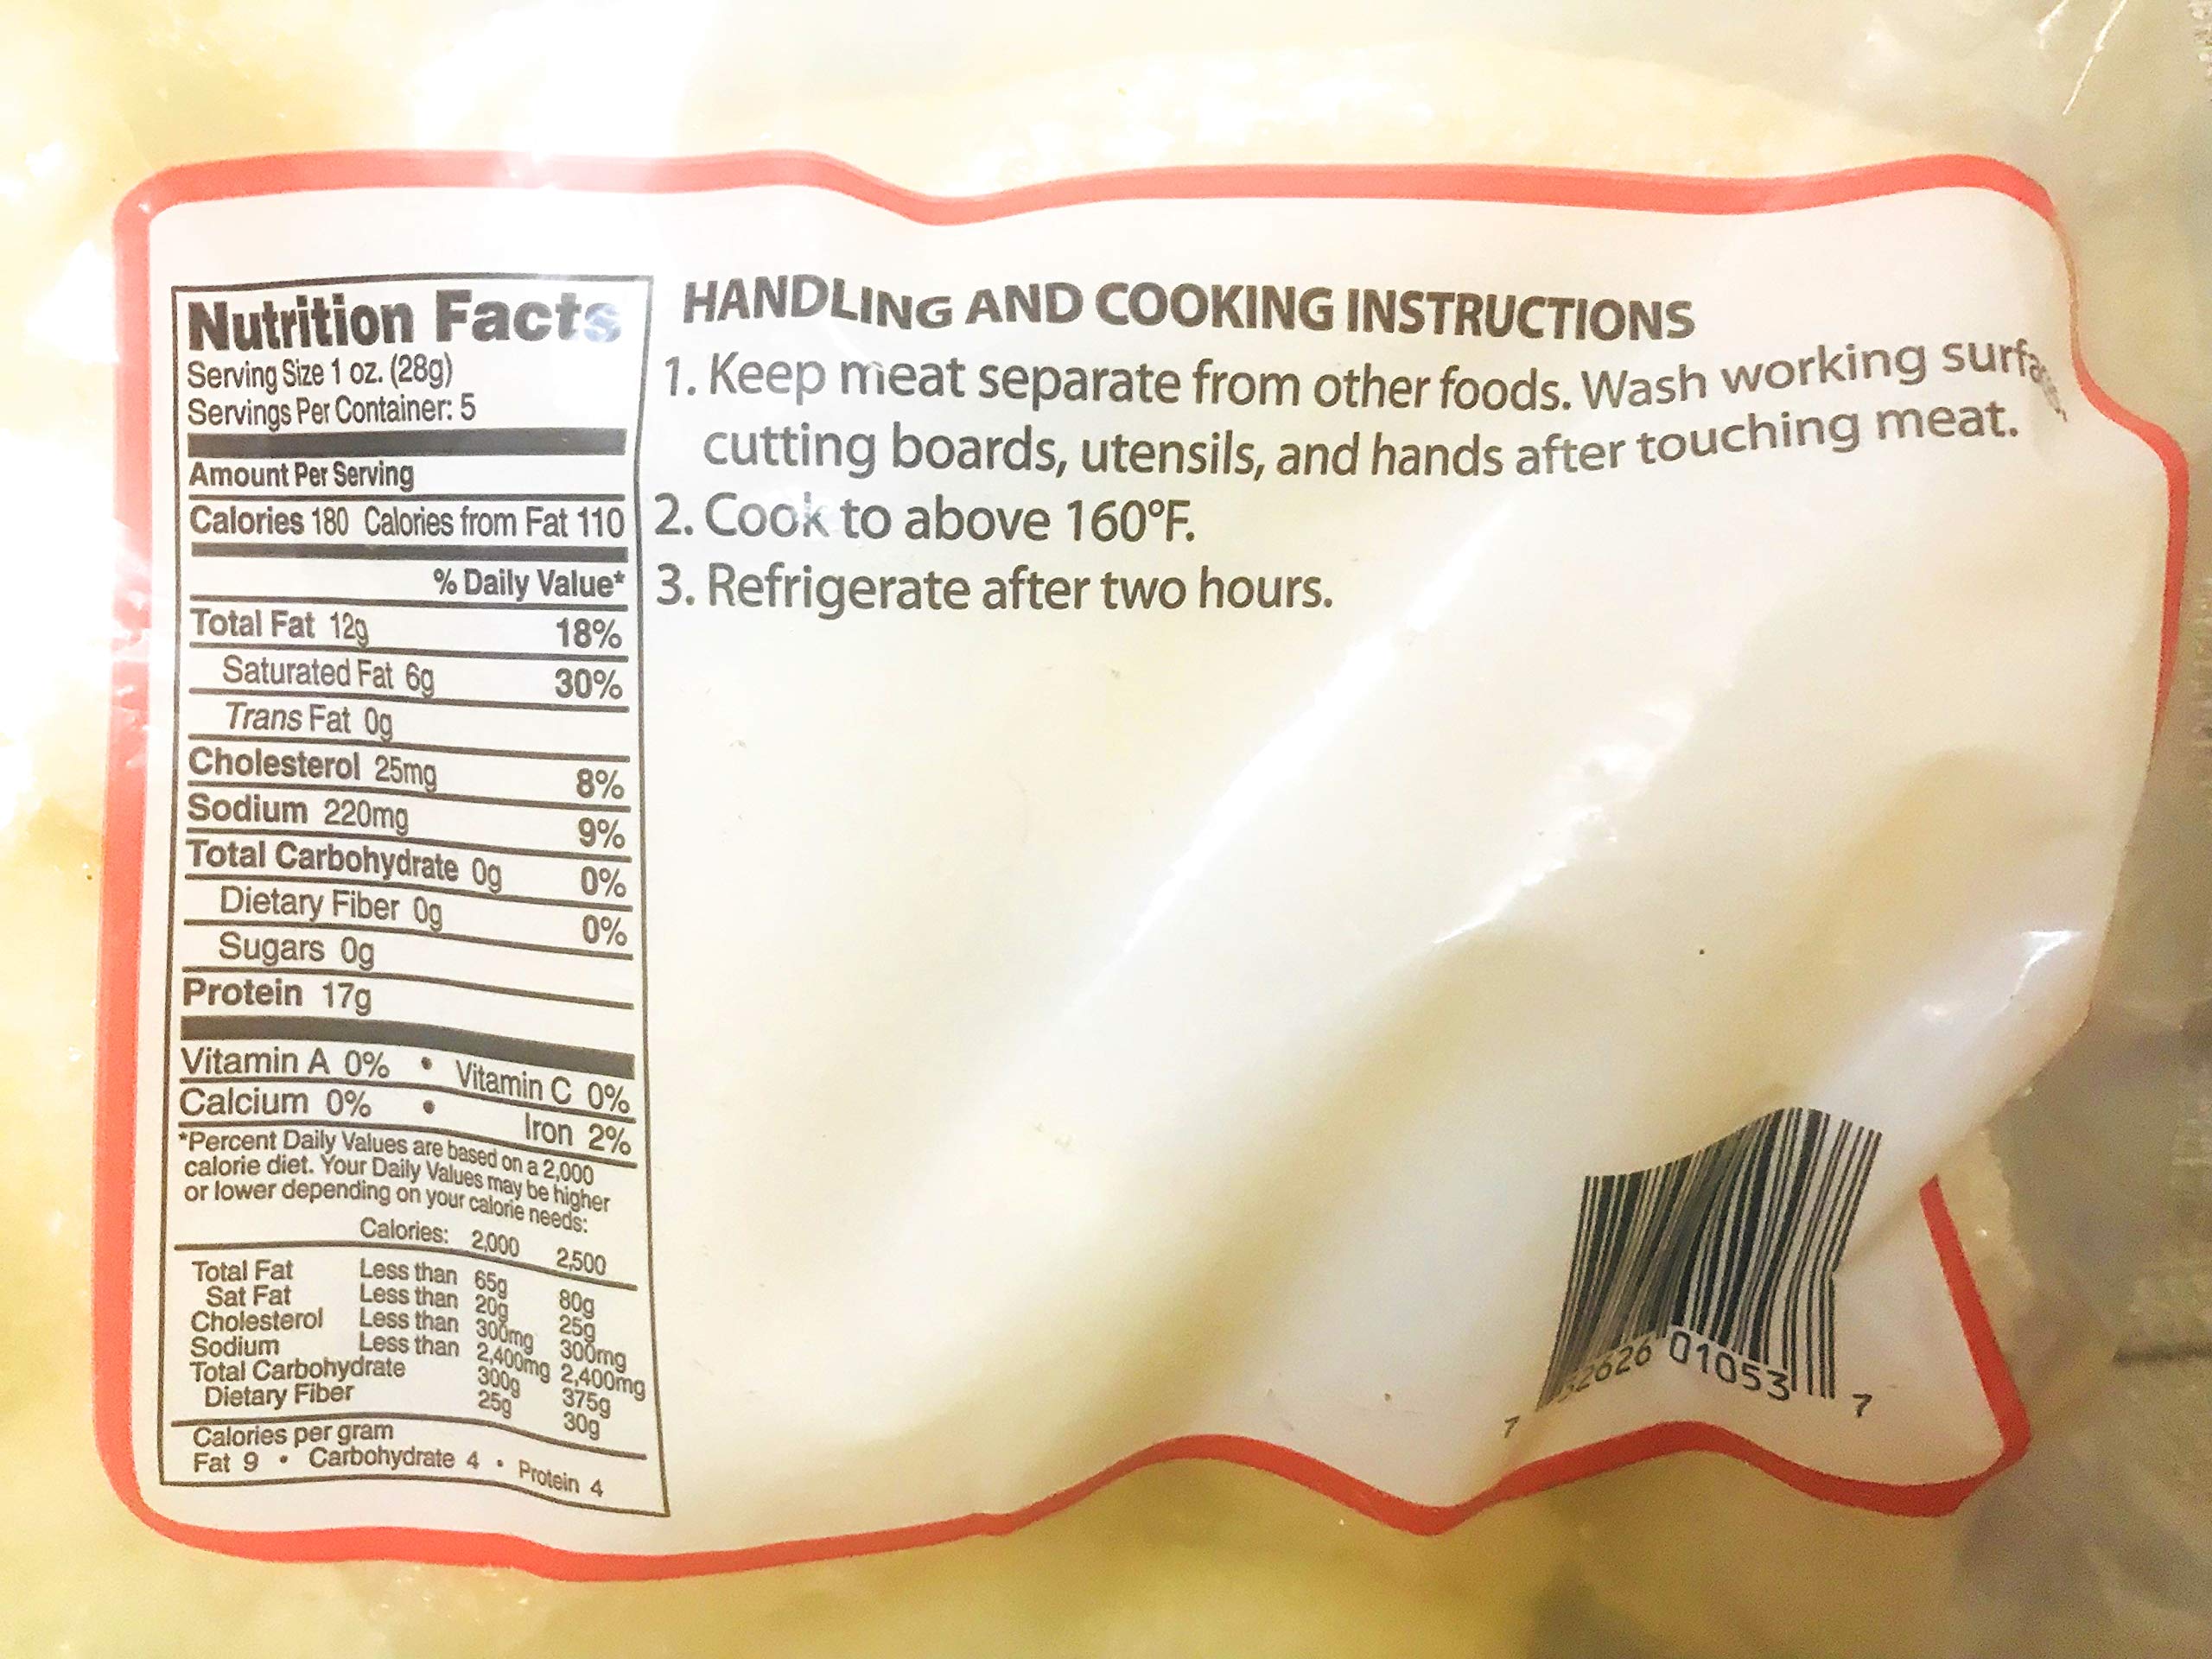 Nutrition Facts
Serving Size 1 oz. (28g)
Servings Per Container: 5
Amount Per Serving
Calories 180 Calories from Fat 110
% Daily Value*
Total Fat 12g 18%
Saturated Fat 6g 30%
Trans Fat 0g
Cholesterol 25mg 8%
Sodium 220mg 9%
Total Carbohydrate 0g 0%
Dietary Fiber 0g 0%
Sugars 0g
Protein 17g
Vitamin A 0% • Vitamin C 0%
Calcium 0% • Iron 2%
*Percent Daily Values are based on a 2,000
calorie diet. Your Daily Values may be higher
or lower depending on your calorie needs:
Calories: 2,000 2,500
Total Fat Less than 65g 80g
Sat Fat Less than 20g 25g
Cholesterol Less than 300mg 300mg
Sodium Less than 2,400mg 2,400mg
Total Carbohydrate 300g 375g
Dietary Fiber 25g 30g
Calories per gram
Fat 9 • Carbohydrate 4 • Protein 4
HANDLING AND COOKING INSTRUCTIONS
1. Keep meat separate from other foods. Wash working
cutting boards, utensils, and hands after touching meat.
2. Cook to above 160°F.
3. Refrigerate after two hours.
7 01053 7